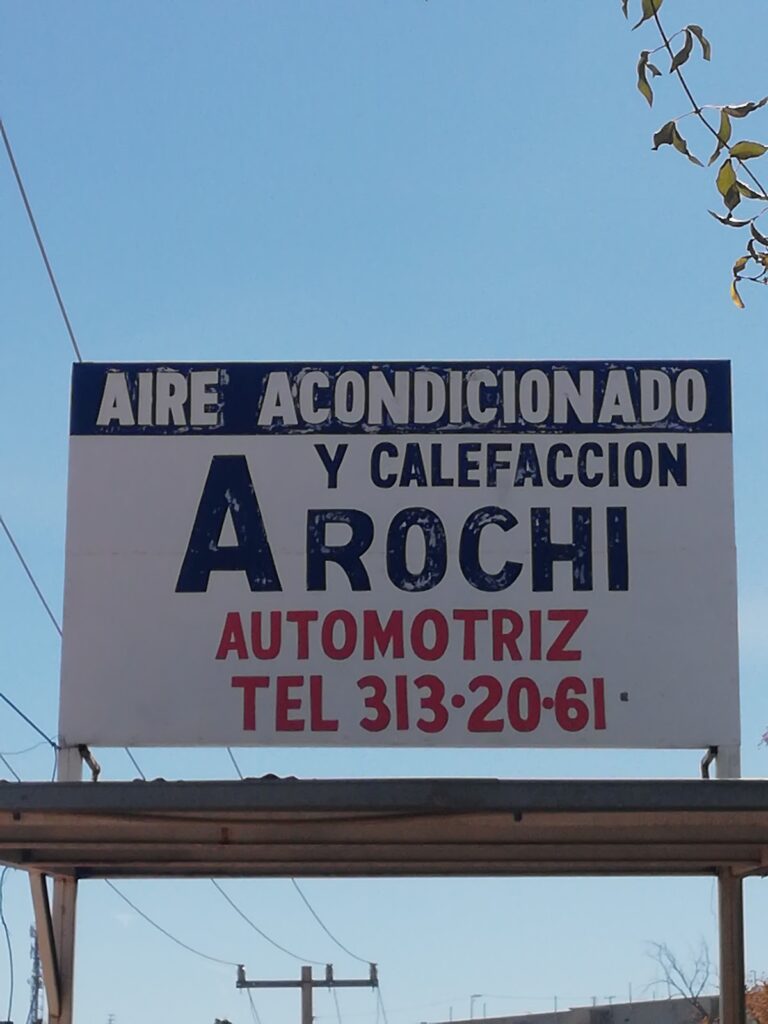 AIRE ACONDICIONADO
Y CALEFACCION
AROCHI
AUTOMOTRIZ
TEL 313·20·61